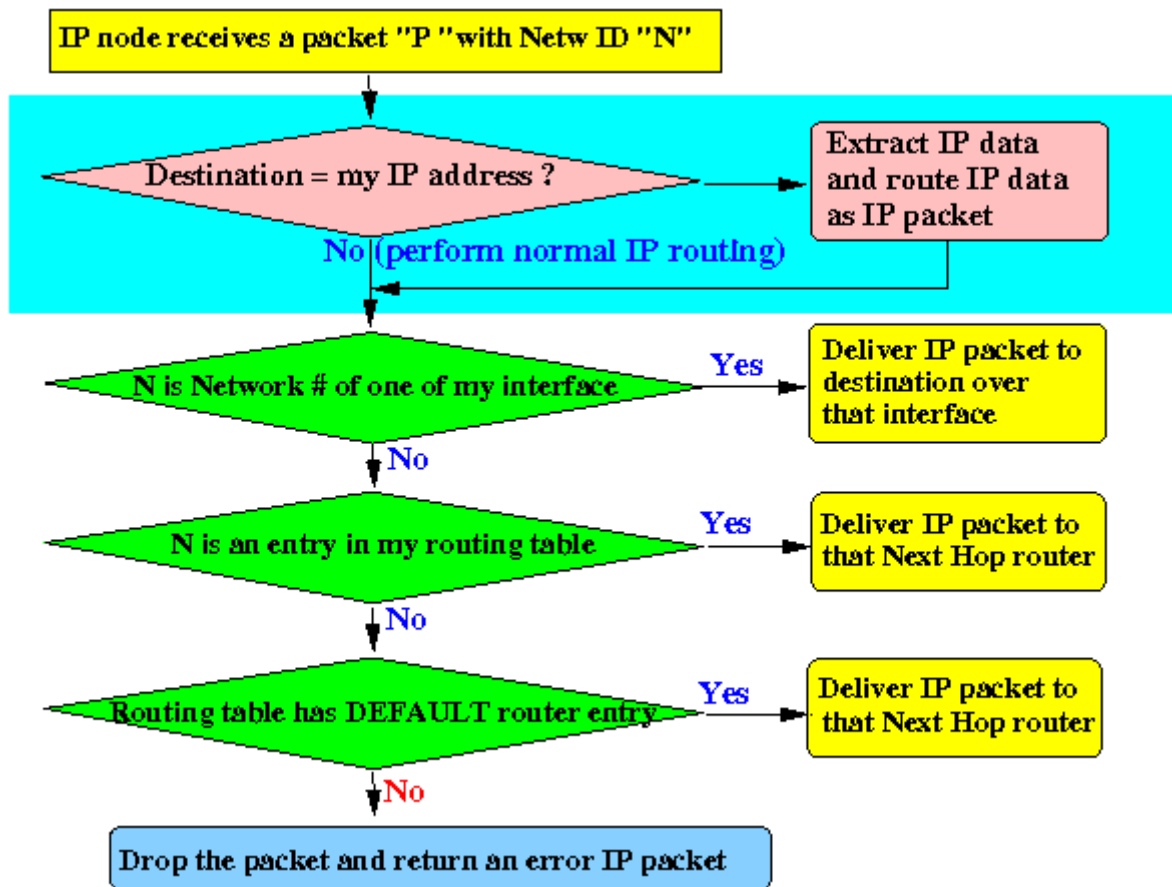 IP node receives a packet "P "with Netw ID "N"
Destination = my IP address ?
Extract IP data
and route IP data
as IP packet
No (perform normal IP routing)
N is Network # of one of my interface
Yes
Deliver IP packet to
destination over
that interface
No
N is an entry in my routing table
Yes
Deliver IP packet to
that Next Hop router
No
Routing table has DEFAULT router entry
Yes
Deliver IP packet to
that Next Hop router
No
Drop the packet and return an error IP packet